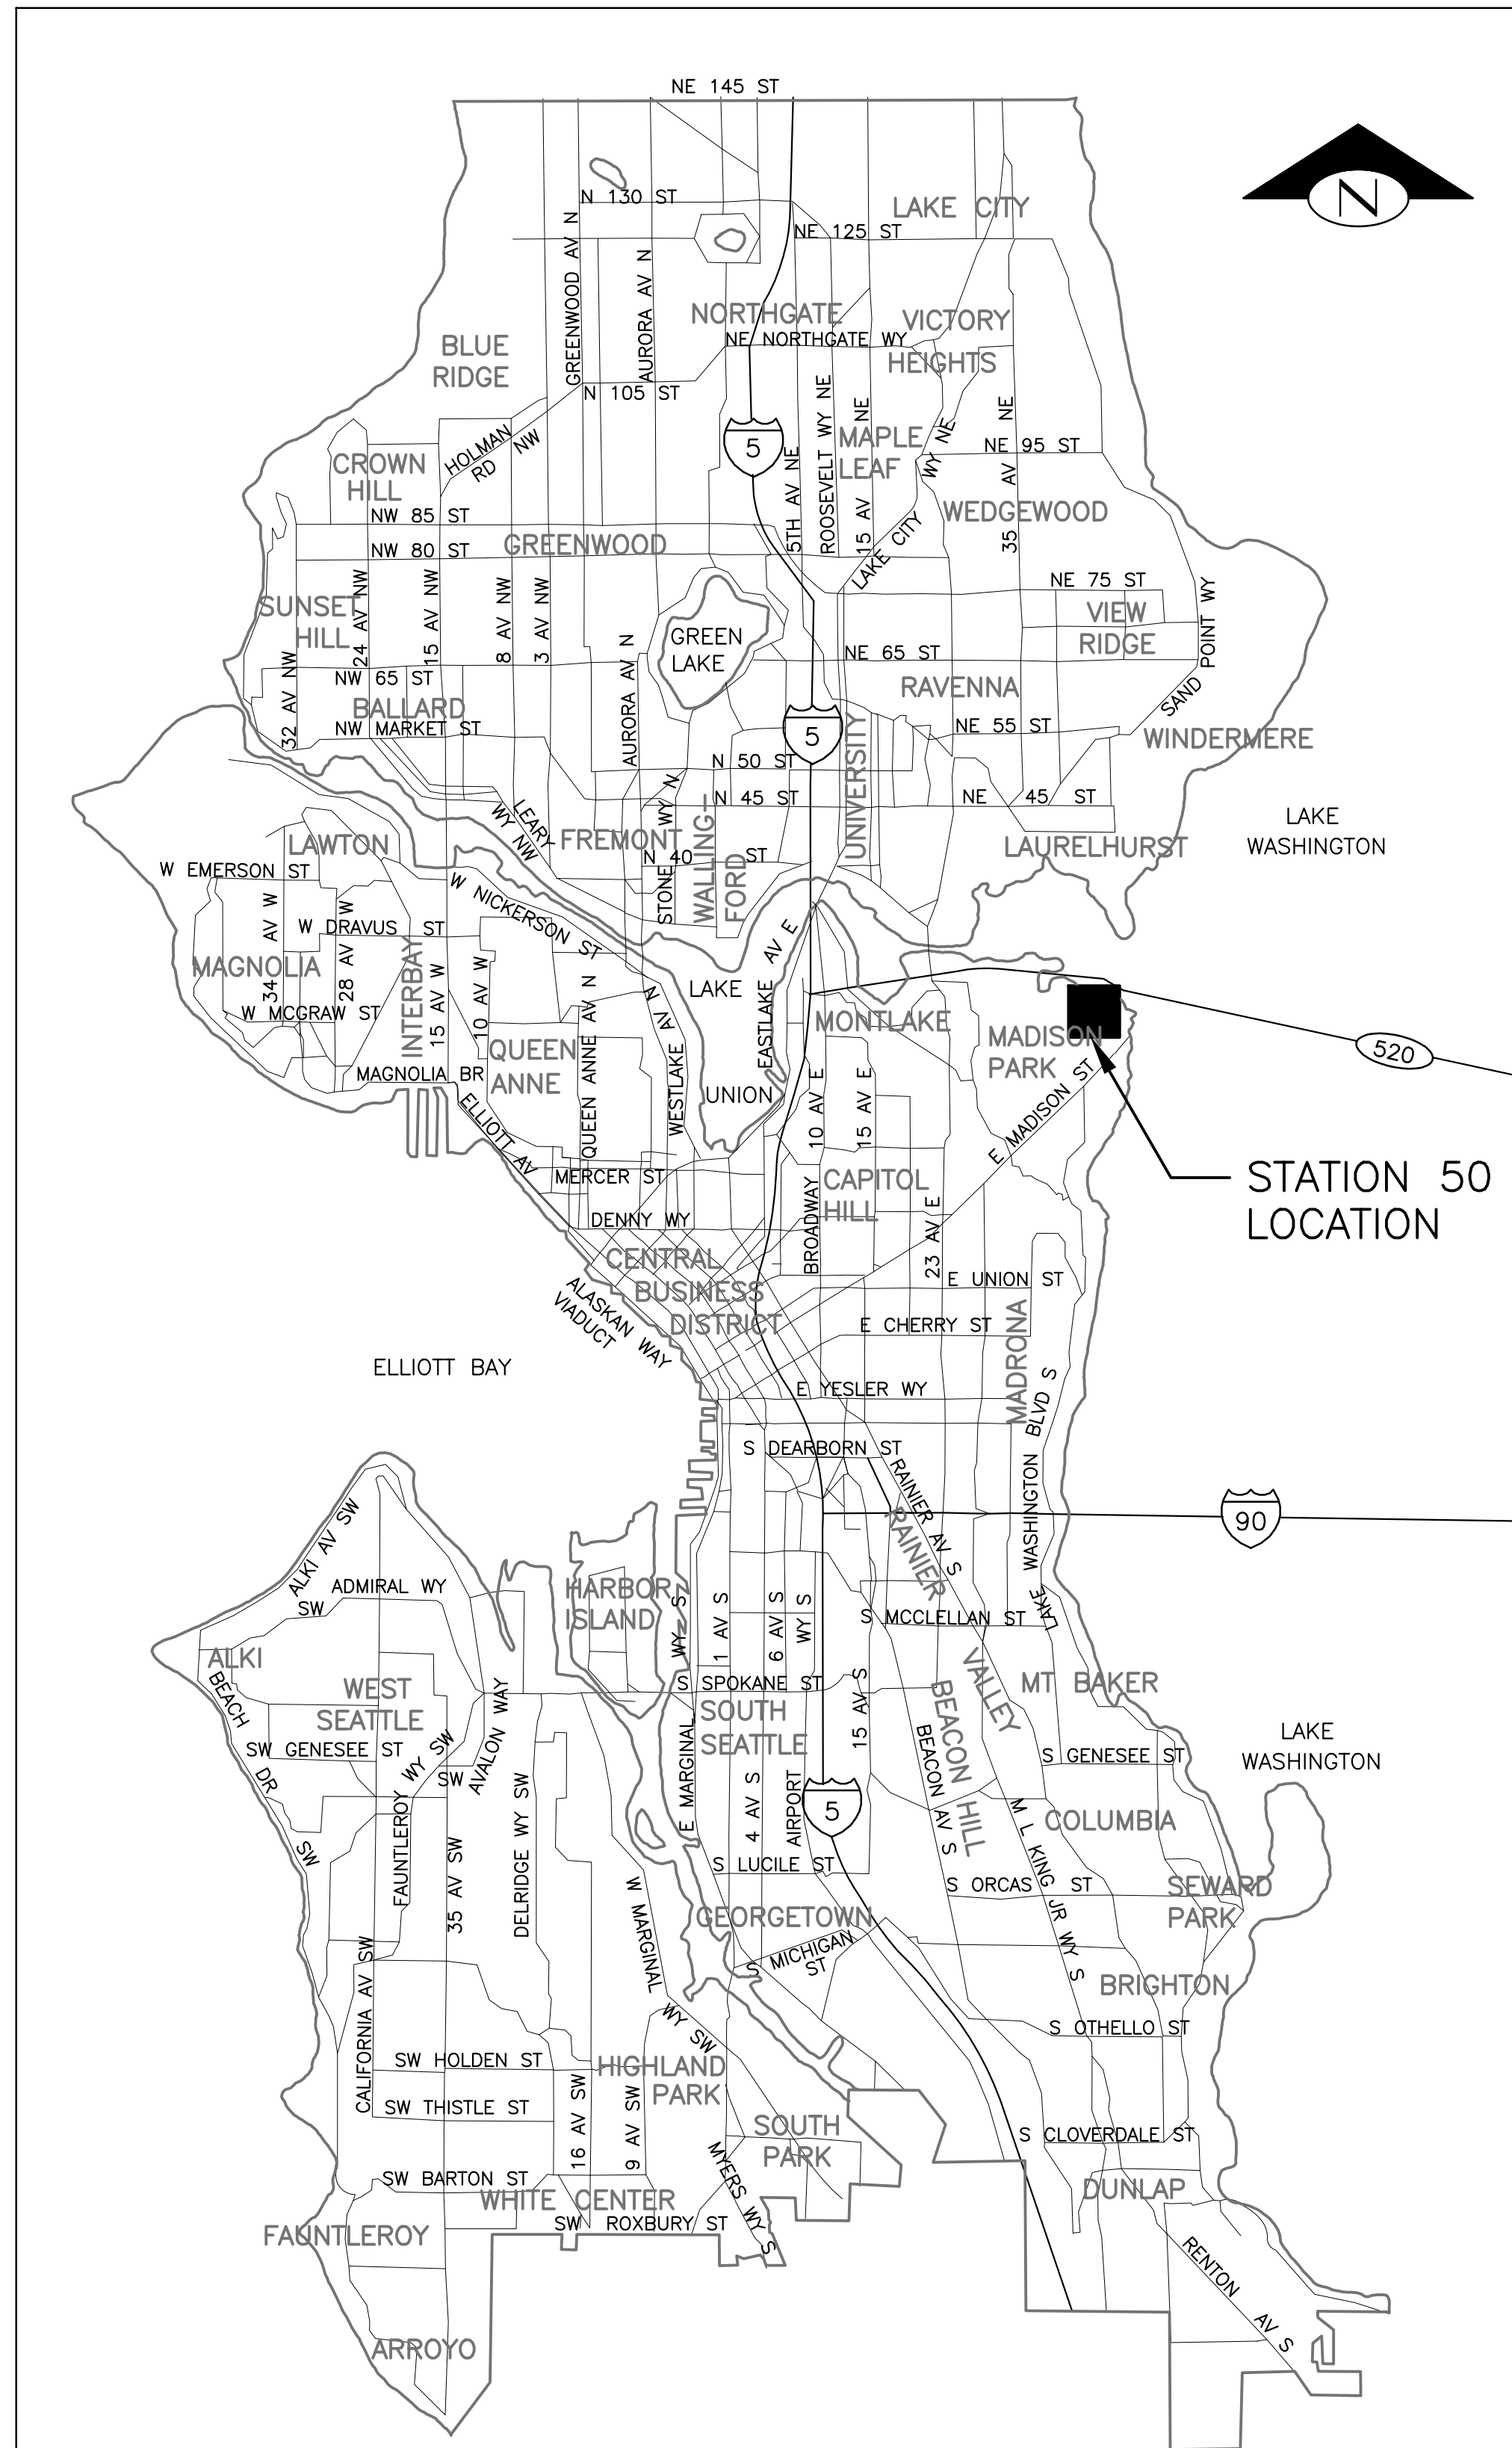 NE 145 ST
N
N 130 ST
LAKE CITY
NE 125 ST
GREENWOOD AV N
AURORA AV N
NORTHGATE
VICTORY
HEIGHTS
NE NORTHGATE WY
BLUE
RIDGE
N 105 ST
HOLMAN
RD NW
5
5TH AV NE
ROOSEVELT WY NE
15 AV NE
MAPLE
LEAF
LAKE CITY WY NE
35 AV NE
NE 95 ST
CROWN
HILL
WEDGEWOOD
NW 85 ST
NW 80 ST
GREENWOOD
NE 75 ST
VIEW
RIDGE
SAND POINT WY
SUNSET
HILL
32 AV NW
24 AV NW
15 AV NW
8 AV NW
3 AV NW
AURORA AV N
GREEN
LAKE
NE 65 ST
NW 65 ST
RAVENNA
BALLARD
NW MARKET ST
5
UNIVERSITY
NE 55 ST
WINDERMERE
N 50 ST
N 45 ST
NE 45 ST
LEARY
WY NW
FREMONT
STONE WY N
WALLING-
FORD
N 40 ST
LAURELHURST
LAKE
WASHINGTON
LAWTON
W EMERSON ST
W NICKERSON ST
34 AV W
28 AV W
W DRAVUS ST
MAGNOLIA
W MCGRAW ST
INTERBAY
15 AV W
10 AV W
QUEEN
ANNE
QUEEN ANNE AV N
WESTLAKE AV N
LAKE
UNION
EASTLAKE AV E
MONTLAKE
MADISON
PARK
520
MAGNOLIA BR
ELLIOTT AV
10 AV E
15 AV E
E MADISON ST
MERCER ST
STATION 50
LOCATION
CAPITOL
HILL
BROADWAY
23 AV E
DENNY WY
CENTRAL
BUSINESS
DISTRICT
E UNION ST
ALASKAN WAY
VIADUCT
E CHERRY ST
MADRONA
ELLIOTT BAY
E YESLER WY
LAKE WASHINGTON BLVD S
S DEARBORN ST
RAINIER AV S
90
RAINIER
VALLEY
ALKI AV SW
SW ADMIRAL WY
HARBOR
ISLAND
1 AV S
6 AV S
S MCCLELLAN ST
ALKI
BEACH DR SW
WEST
SEATTLE
S SPOKANE ST
SOUTH
SEATTLE
15 AV S
BEACON
HILL
MT BAKER
SW GENESEE ST
FAUNTLEROY WY SW
SW AVALON WAY
E MARGINAL WY S
BEACON AV S
S GENESEE ST
LAKE
WASHINGTON
35 AV SW
DELRIDGE WY SW
4 AV S
AIRPORT WY S
5
M L KING JR WY S
COLUMBIA
S LUCILE ST
W MARGINAL WY SW
S ORCAS ST
SEWARD
PARK
GEORGETOWN
S MICHIGAN
ST
CALIFORNIA AV SW
BRIGHTON
S OTHELLO ST
SW HOLDEN ST
HIGHLAND
PARK
SW THISTLE ST
16 AV SW
9 AV SW
SOUTH
PARK
S CLOVERDALE ST
MYERS WY S
SW BARTON ST
DUNLAP
WHITE CENTER
SW ROXBURY ST
FAUNTLEROY
RENTON AV S
ARROYO